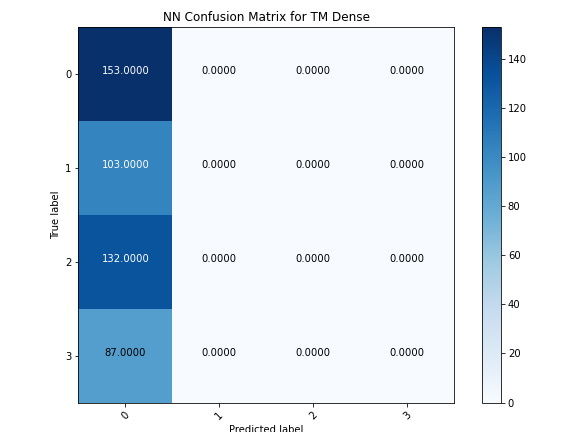 NN Confusion Matrix for TM Dense
0 153.0000 0.0000 0.0000 0.0000
1 103.0000 0.0000 0.0000 0.0000
2 132.0000 0.0000 0.0000 0.0000
3 87.0000 0.0000 0.0000 0.0000
True label
0 1 2 3
Predicted label
140
120
100
80
60
40
20
0